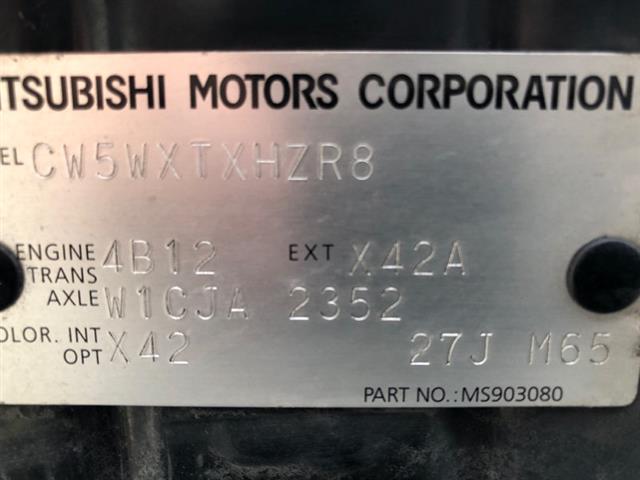 ITSUBISHI MOTORS CORPORATION
EL CW5WXTXHZR8
ENGINE 4B12 EXT X42A
TRANS
AXLE W1CJA 2352
OLOR. INT X42 27J M65
OPT
PART NO.:MS903080